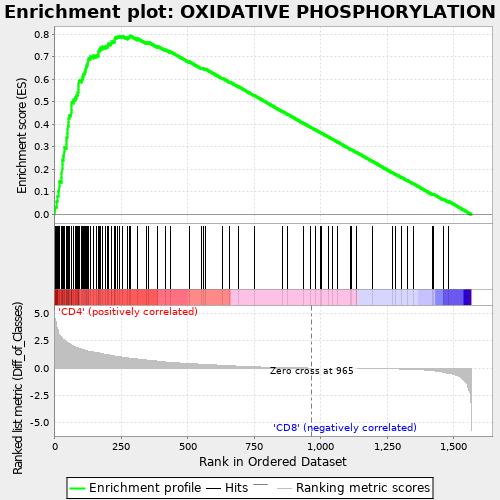 Enrichment plot: OXIDATIVE PHOSPHORYLATION
Enrichment score (ES)
0.8
0.7
0.6
0.5
0.4
0.3
0.2
0.1
0.0
Ranked list metric (Diff_of_Classes)
'CD4' (positively correlated)
5.0
2.5
0.0
-2.5
-5.0
Zero cross at 965
'CD8' (negatively correlated)
0 250 500 750 1,000 1,250 1,500
Rank in Ordered Dataset
Enrichment profile Hits Ranking metric scores